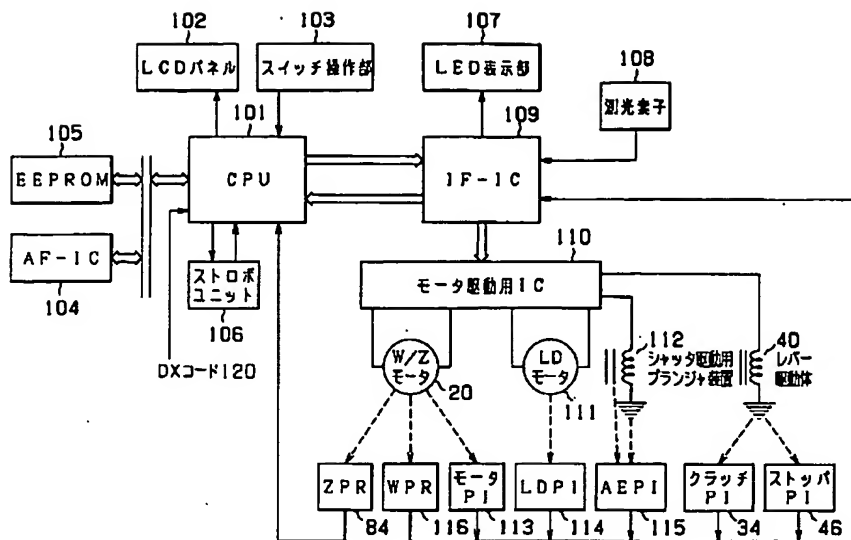 102
LCDパネル
103
スイッチ操作部
107
LED表示部
108
測光素子
101
CPU
109
IF-IC
105
EEPROM
AF-IC
104
ストロボ
ユニット
106
DXコード120
110
モータ駆動用IC
W/Z
モータ
20
LD
モータ
111
112
シャッタ駆動用
プランジャ装置
40
レバー
駆動体
ZPR
84
WPR
116
モータ
PI
113
LDPI
114
AEPI
115
クラッチ
PI
34
ストッパ
PI
46